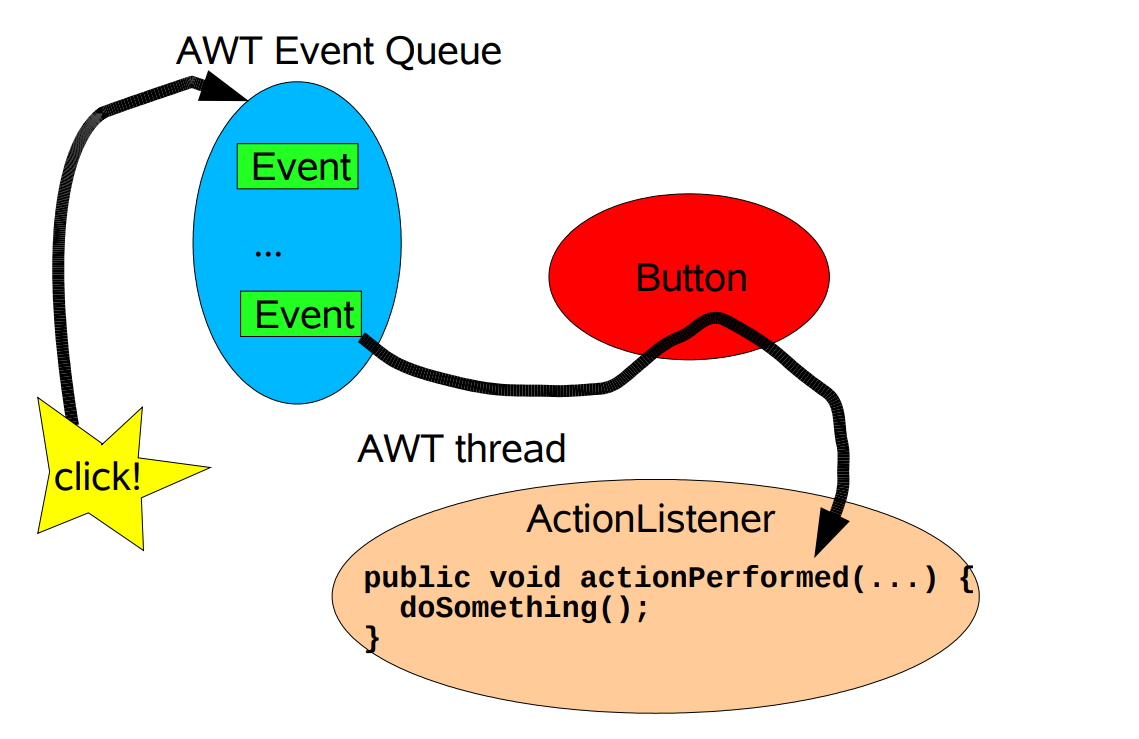 AWT Event Queue
Event
...
Event
Button
click!
AWT thread
ActionListener
public void actionPerformed(...) {
  doSomething();
}